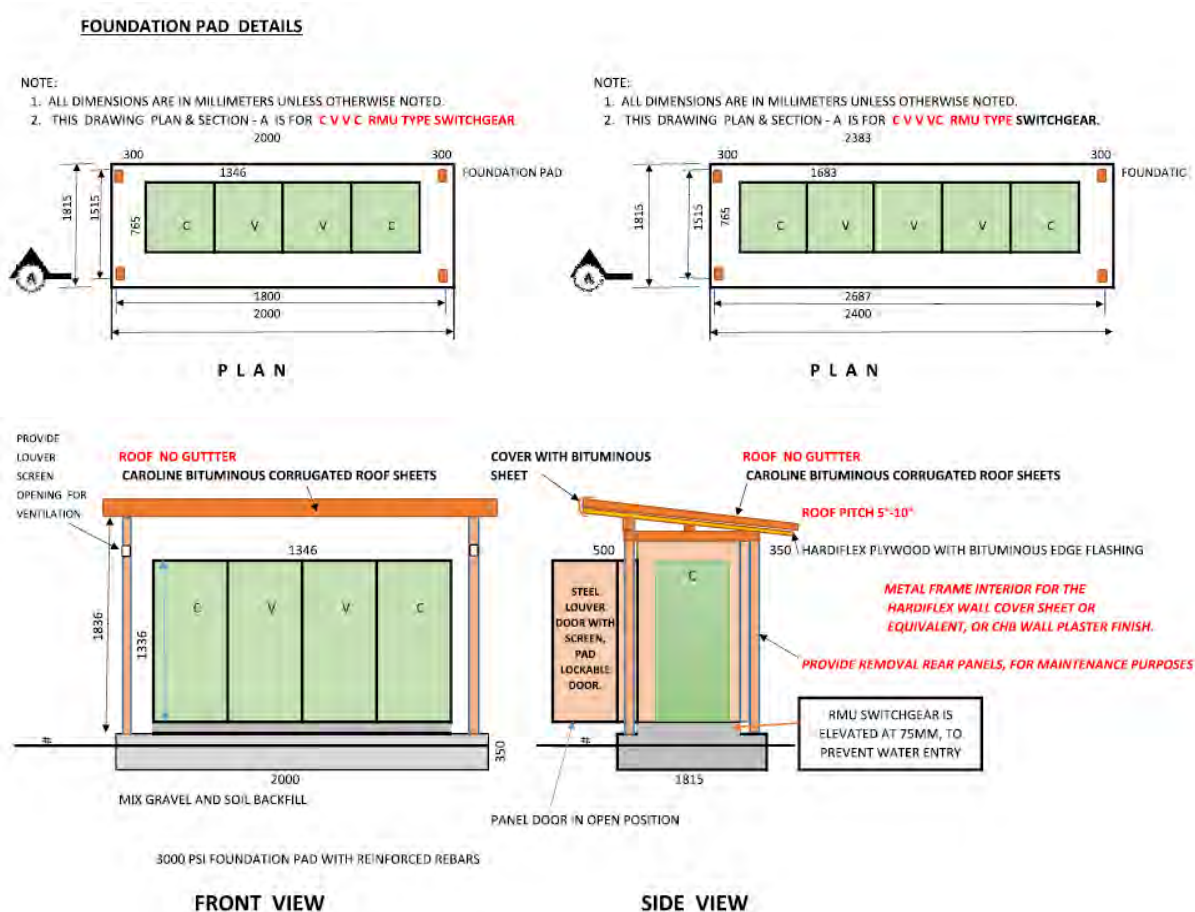 FOUNDATION PAD DETAILS
NOTE:
1. ALL DIMENSIONS ARE IN MILLIMETERS UNLESS OTHERWISE NOTED.
2. THIS DRAWING PLAN & SECTION - A IS FOR C V V C RMU TYPE SWITCHGEAR
2000
300
300
1346
FOUNDATION PAD
1815
1515
765
C
V
V
C
A
1800
2000
PLAN
NOTE:
1. ALL DIMENSIONS ARE IN MILLIMETERS UNLESS OTHERWISE NOTED.
2. THIS DRAWING PLAN & SECTION - A IS FOR C V V VC RMU TYPE SWITCHGEAR.
2383
300
300
1683
FOUNDATIC
1815
1515
765
C
V
V
V
C
A
2687
2400
PLAN
PROVIDE
LOUVER
SCREEN
OPENING FOR
VENTILATION
ROOF NO GUTTTER
CAROLINE BITUMINOUS CORRUGATED ROOF SHEETS
1346
1836
1336
C
V
V
C
#
350
2000
MIX GRAVEL AND SOIL BACKFILL
3000 PSI FOUNDATION PAD WITH REINFORCED REBARS
FRONT VIEW
COVER WITH BITUMINOUS
SHEET
ROOF NO GUTTTER
CAROLINE BITUMINOUS CORRUGATED ROOF SHEETS
ROOF PITCH 5°-10°
500
350
HARDIFLEX PLYWOOD WITH BITUMINOUS EDGE FLASHING
C
STEEL
LOUVER
DOOR WITH
SCREEN,
PAD
LOCKABLE
DOOR.
METAL FRAME INTERIOR FOR THE
HARDIFLEX WALL COVER SHEET OR
EQUIVALENT, OR CHB WALL PLASTER FINISH.
PROVIDE REMOVAL REAR PANELS, FOR MAINTENANCE PURPOSES
RMU SWITCHGEAR IS
ELEVATED AT 75MM, TO
PREVENT WATER ENTRY
#
1815
PANEL DOOR IN OPEN POSITION
SIDE VIEW